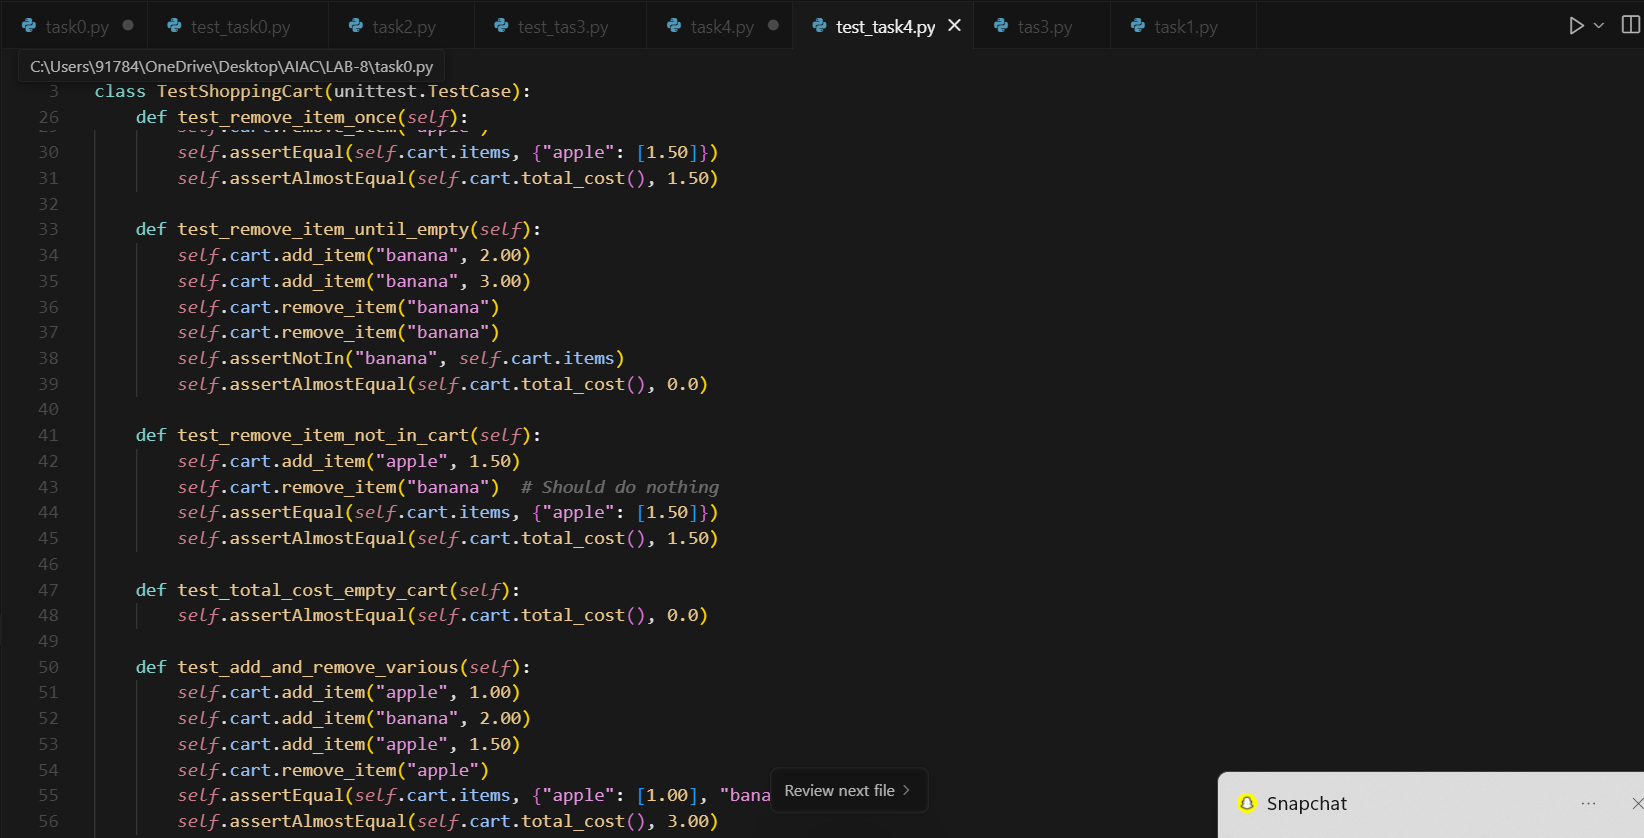 task0.py test_task0.py task2.py test_tas3.py task4.py test_task4.py tas3.py task1.py
C:\Users\91784\OneDrive\Desktop\AIAC\LAB-8\task0.py
3 class TestShoppingCart(unittest.TestCase):
26     def test_remove_item_once(self):
29         self.cart.remove_item("apple")
30         self.assertEqual(self.cart.items, {"apple": [1.50]})
31         self.assertAlmostEqual(self.cart.total_cost(), 1.50)
32
33     def test_remove_item_until_empty(self):
34         self.cart.add_item("banana", 2.00)
35         self.cart.add_item("banana", 3.00)
36         self.cart.remove_item("banana")
37         self.cart.remove_item("banana")
38         self.assertNotIn("banana", self.cart.items)
39         self.assertAlmostEqual(self.cart.total_cost(), 0.0)
40
41     def test_remove_item_not_in_cart(self):
42         self.cart.add_item("apple", 1.50)
43         self.cart.remove_item("banana")  # Should do nothing
44         self.assertEqual(self.cart.items, {"apple": [1.50]})
45         self.assertAlmostEqual(self.cart.total_cost(), 1.50)
46
47     def test_total_cost_empty_cart(self):
48         self.assertAlmostEqual(self.cart.total_cost(), 0.0)
49
50     def test_add_and_remove_various(self):
51         self.cart.add_item("apple", 1.00)
52         self.cart.add_item("banana", 2.00)
53         self.cart.add_item("apple", 1.50)
54         self.cart.remove_item("apple")
55         self.assertEqual(self.cart.items, {"apple": [1.00], "bana
56         self.assertAlmostEqual(self.cart.total_cost(), 3.00)
Review next file
Snapchat